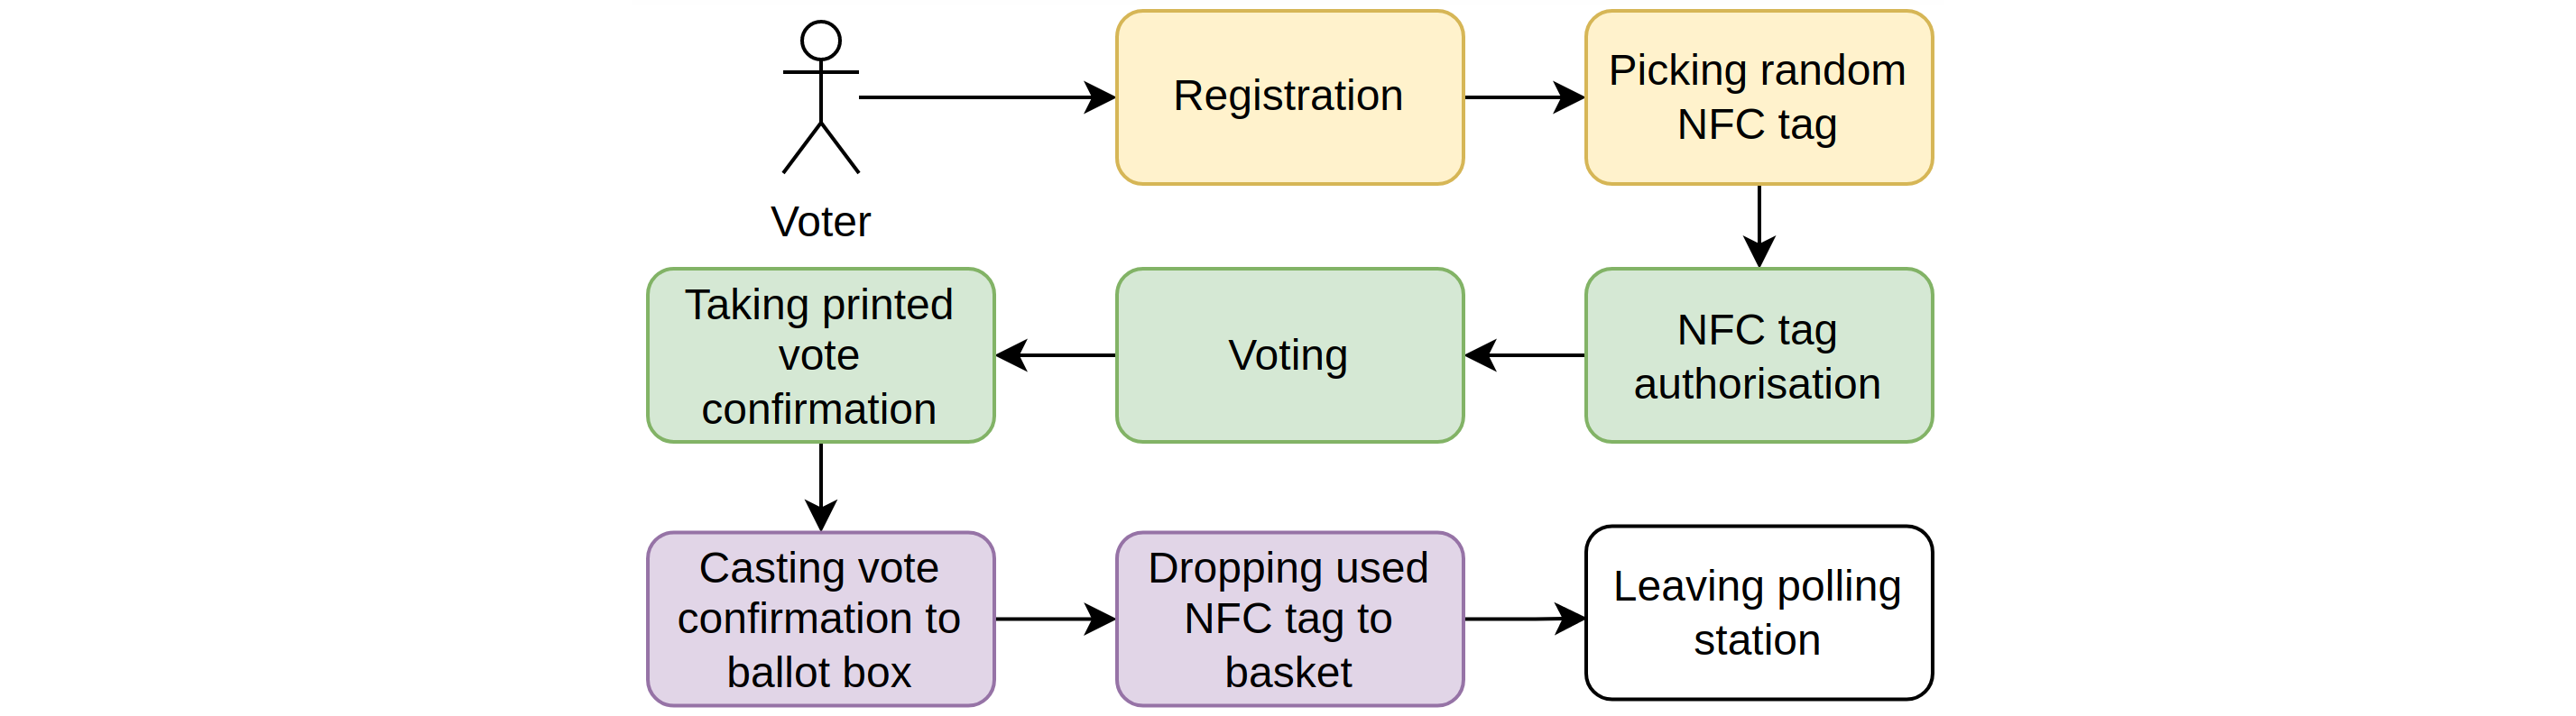 Voter
Registration
Picking random
NFC tag
NFC tag
authorisation
Voting
Taking printed
vote
confirmation
Casting vote
confirmation to
ballot box
Dropping used
NFC tag to
basket
Leaving polling
station